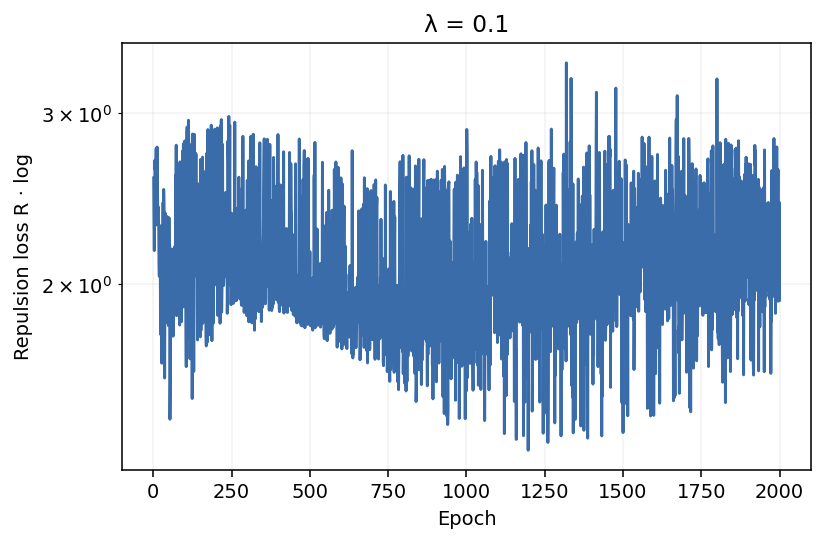 λ = 0.1
Repulsion loss R · log
3 × 10⁰
2 × 10⁰
0 250 500 750 1000 1250 1500 1750 2000
Epoch